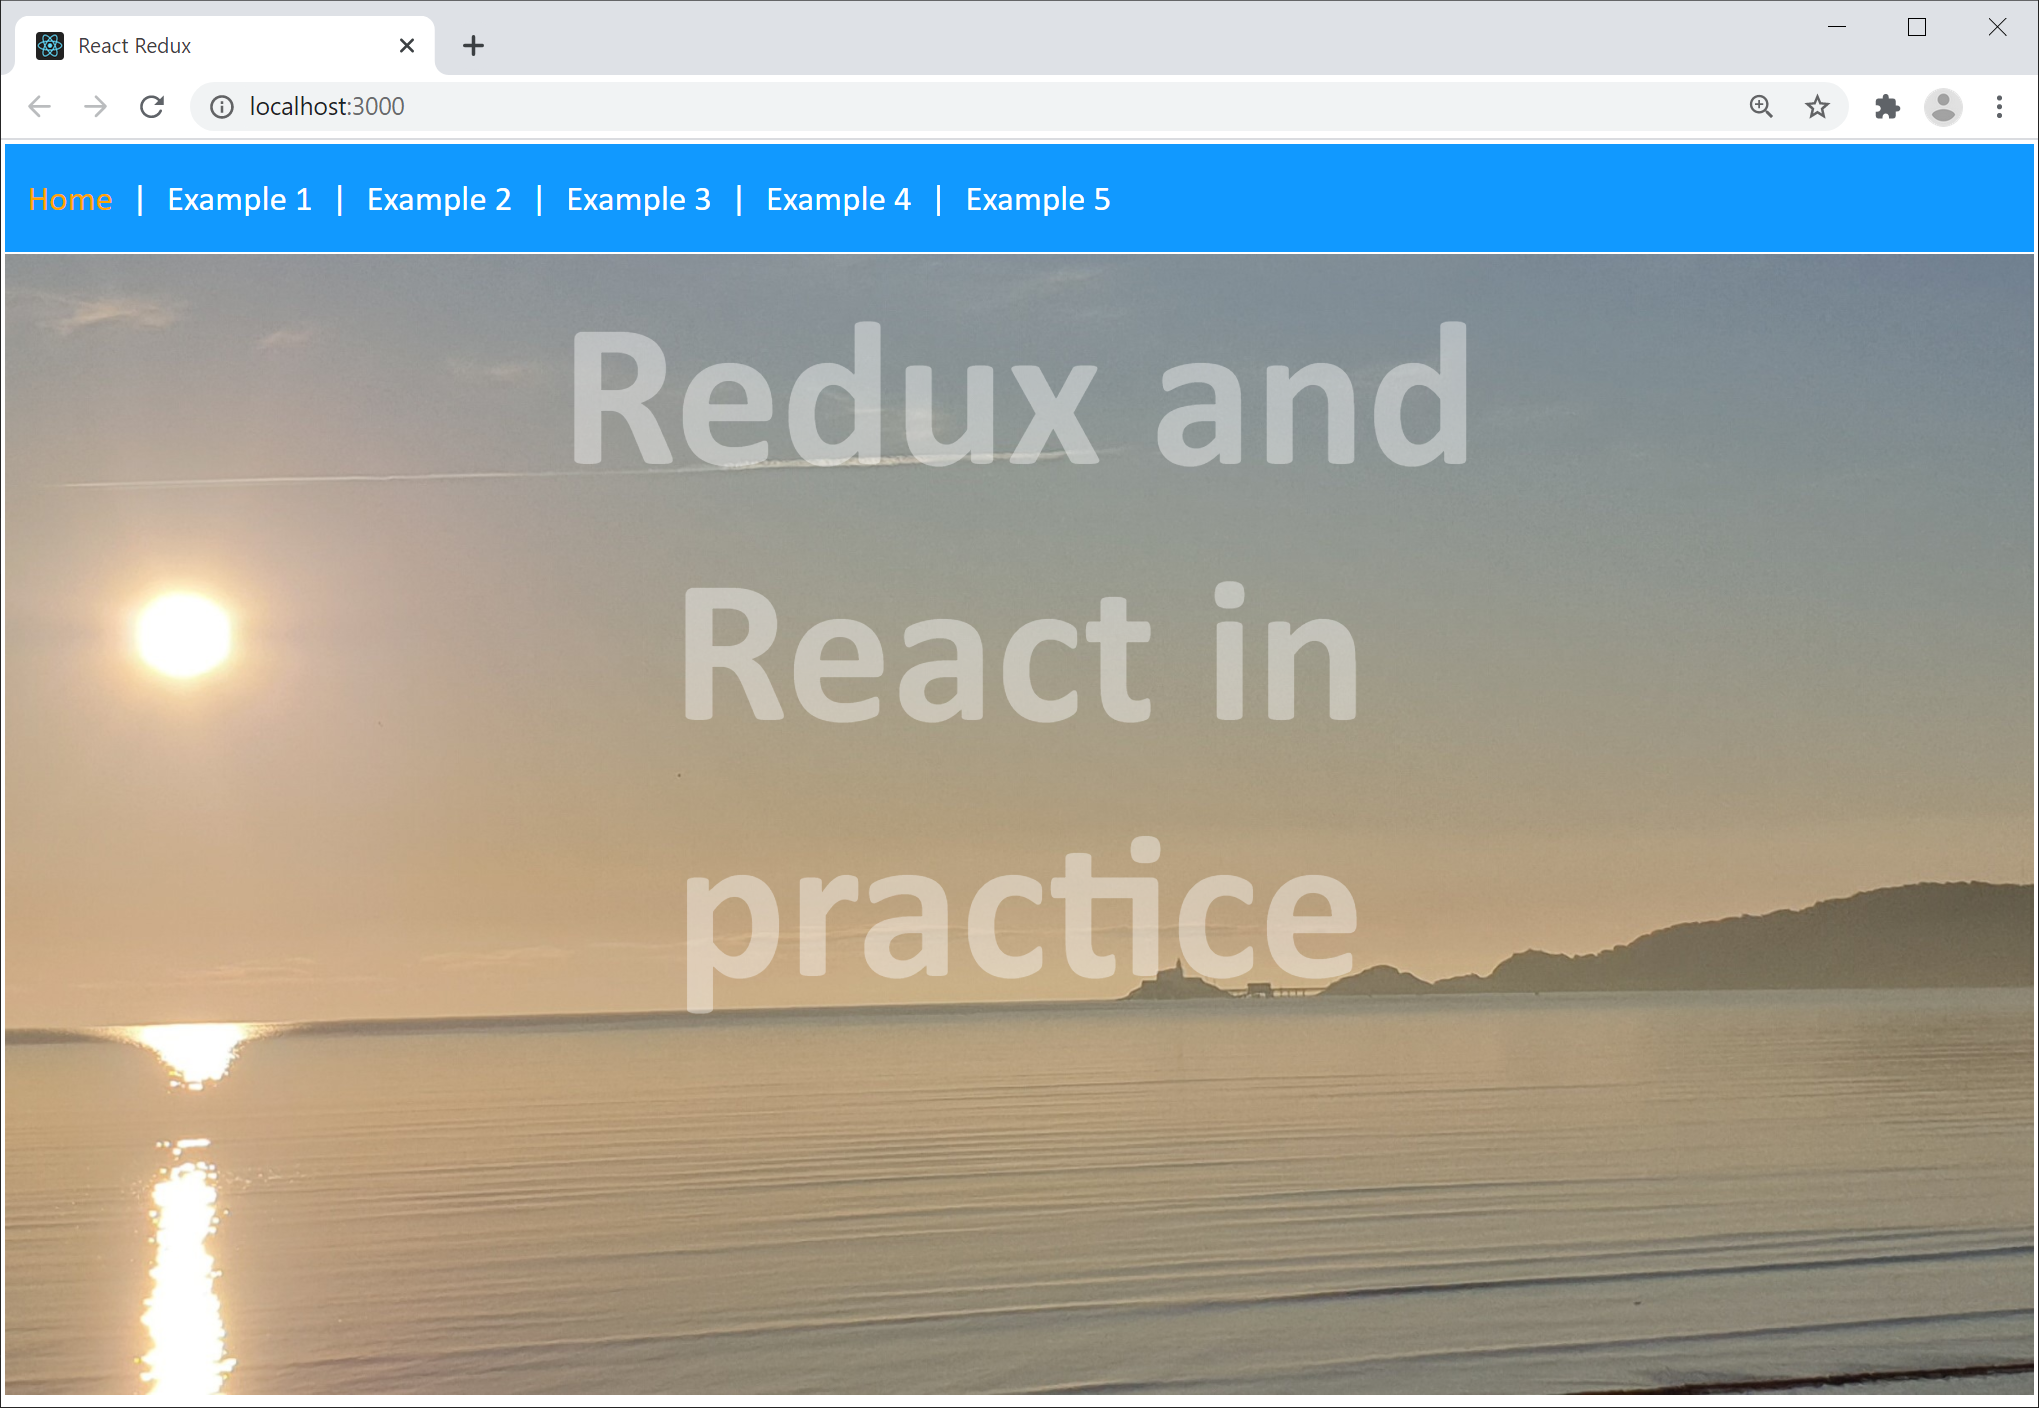 React Redux
localhost:3000
Home | Example 1 | Example 2 | Example 3 | Example 4 | Example 5
Redux and
React in
practice